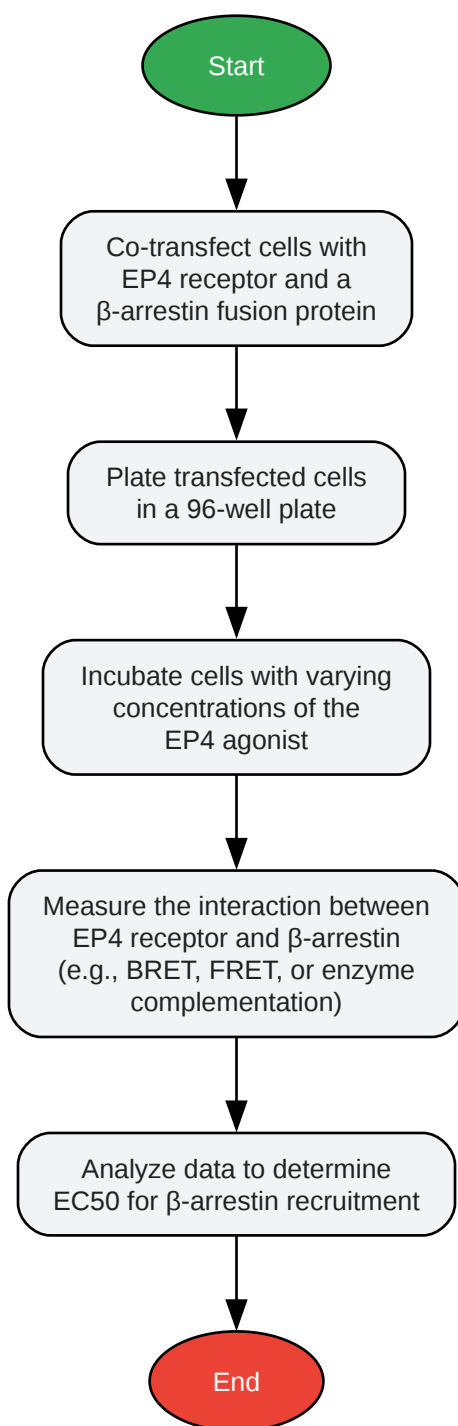 Start
Co-transfect cells with
EP4 receptor and a
β-arrestin fusion protein
Plate transfected cells
in a 96-well plate
Incubate cells with varying
concentrations of the
EP4 agonist
Measure the interaction between
EP4 receptor and β-arrestin
(e.g., BRET, FRET, or enzyme
complementation)
Analyze data to determine
EC50 for β-arrestin recruitment
End